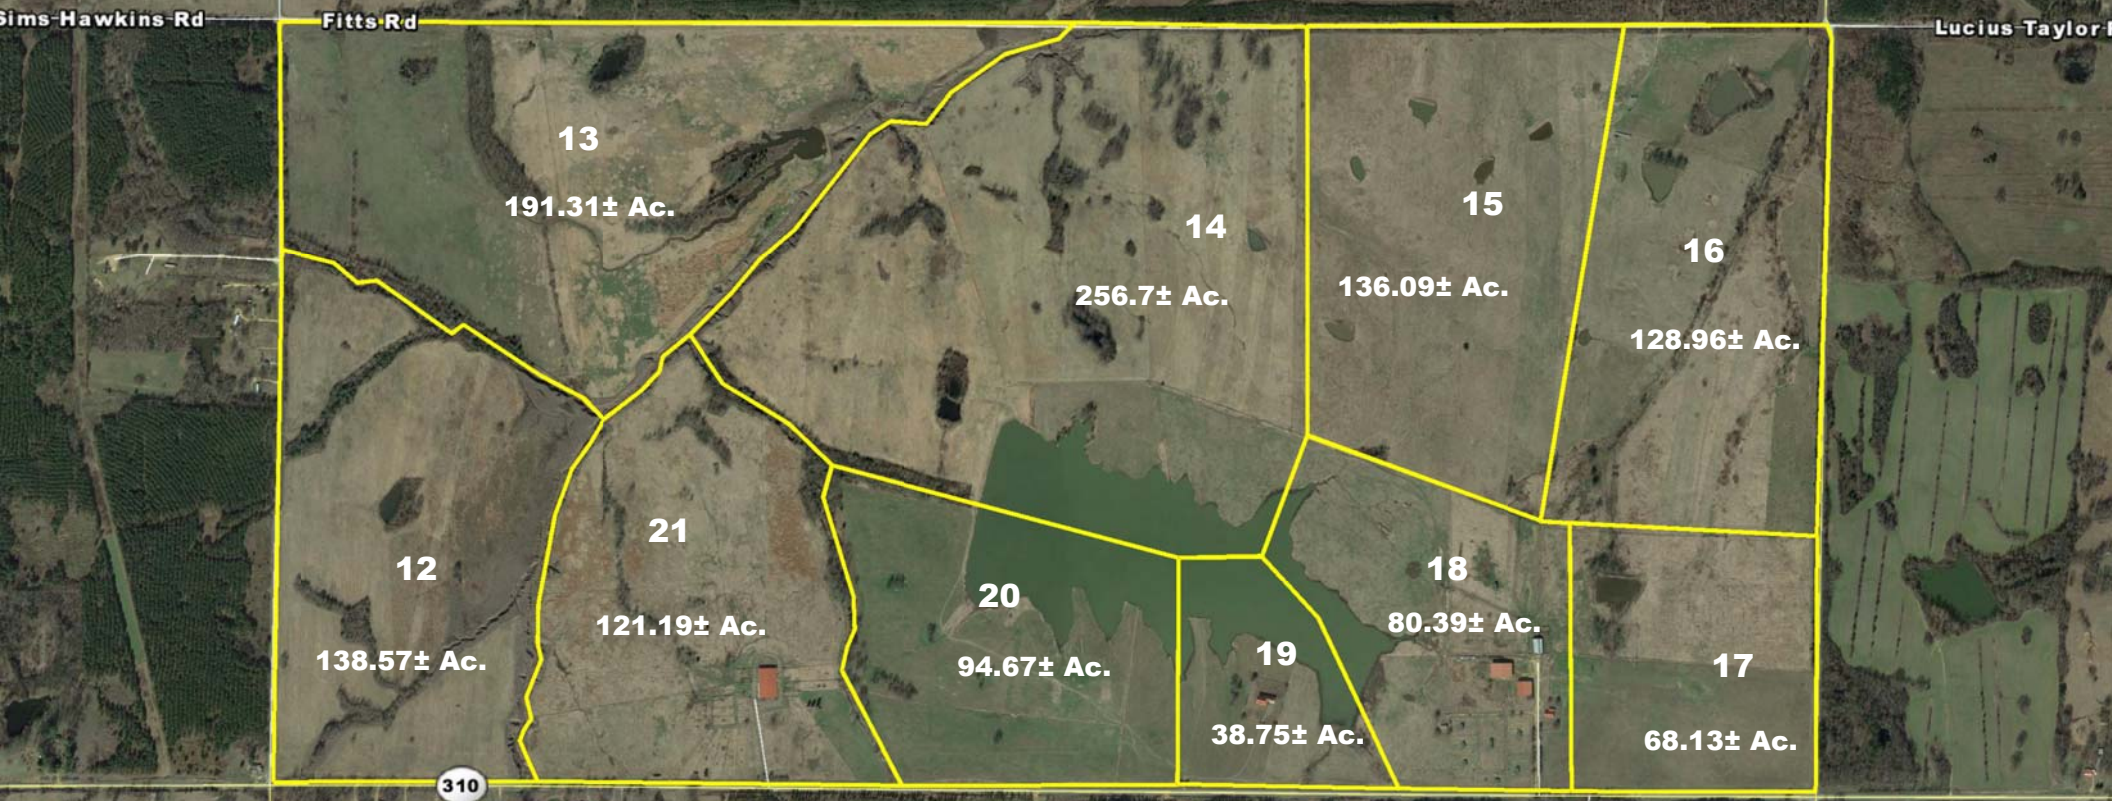 Sims Hawkins Rd
Fitts Rd
Lucius Taylor
13
191.31± Ac.
14
256.7± Ac.
15
136.09± Ac.
16
128.96± Ac.
12
138.57± Ac.
21
121.19± Ac.
20
94.67± Ac.
19
38.75± Ac.
18
80.39± Ac.
17
68.13± Ac.
310